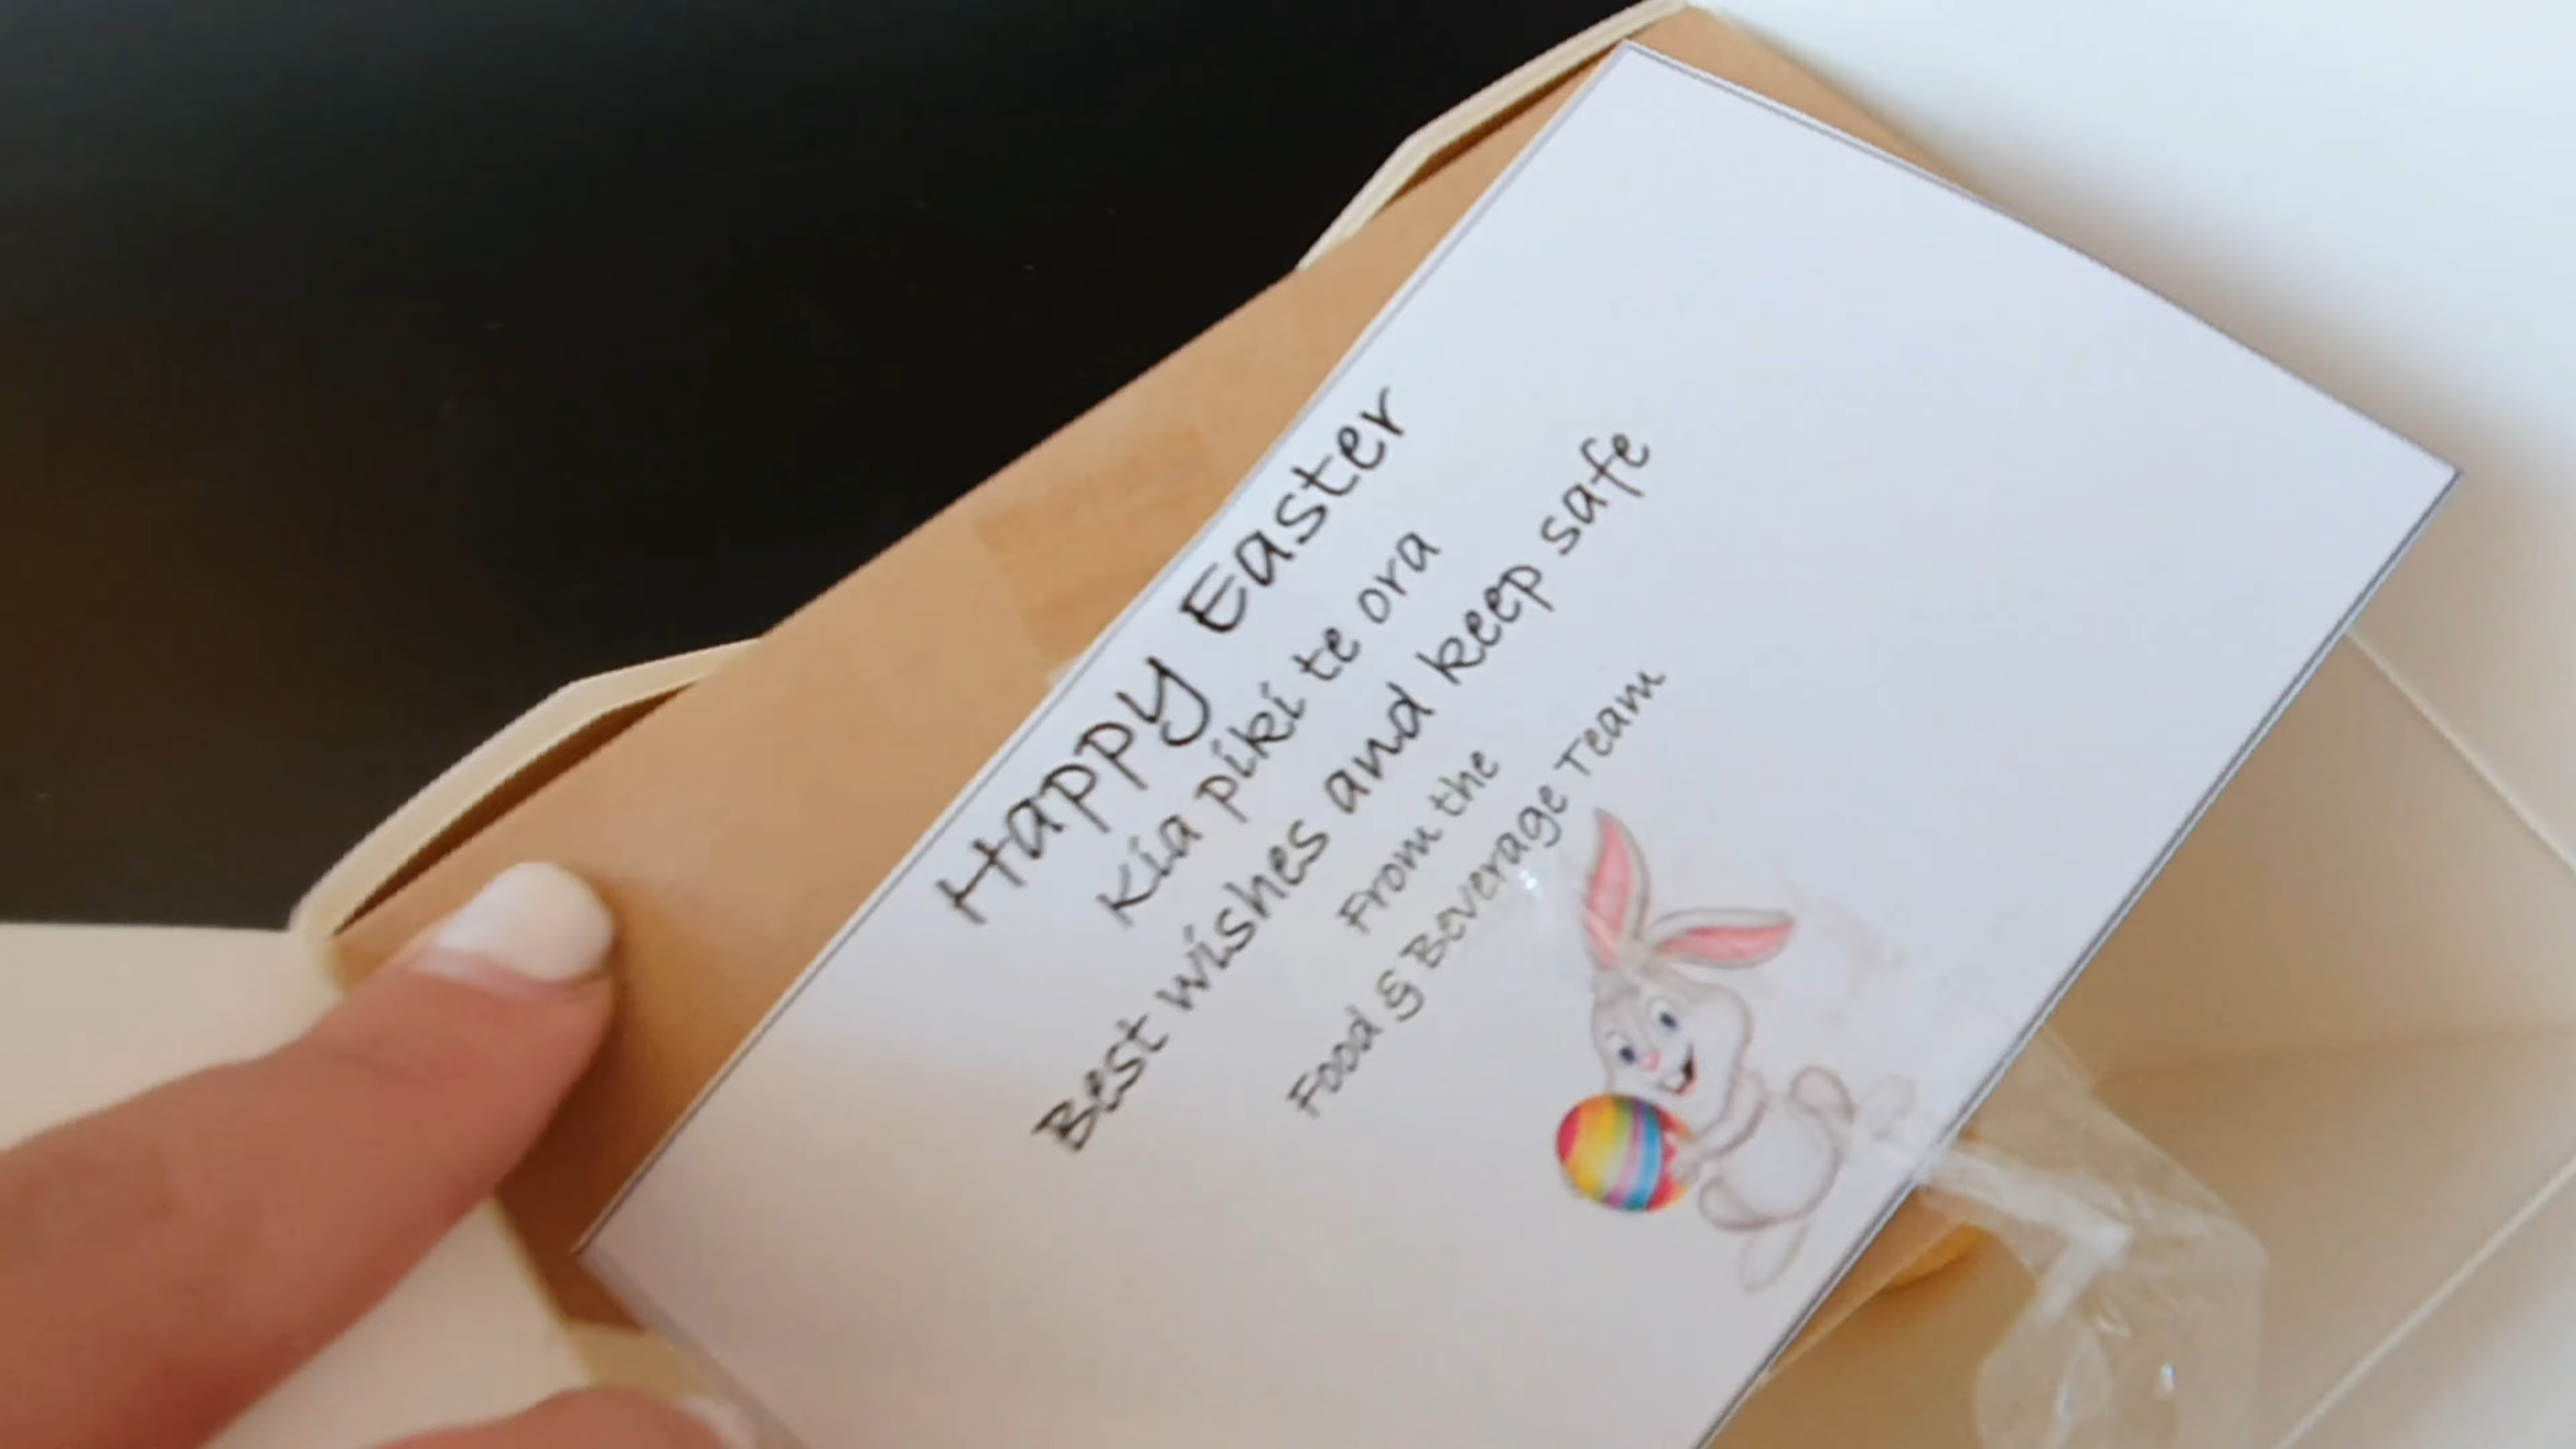 Happy Easter
Kia piki te ora
Best wishes and keep safe
From the
Food & Beverage Team